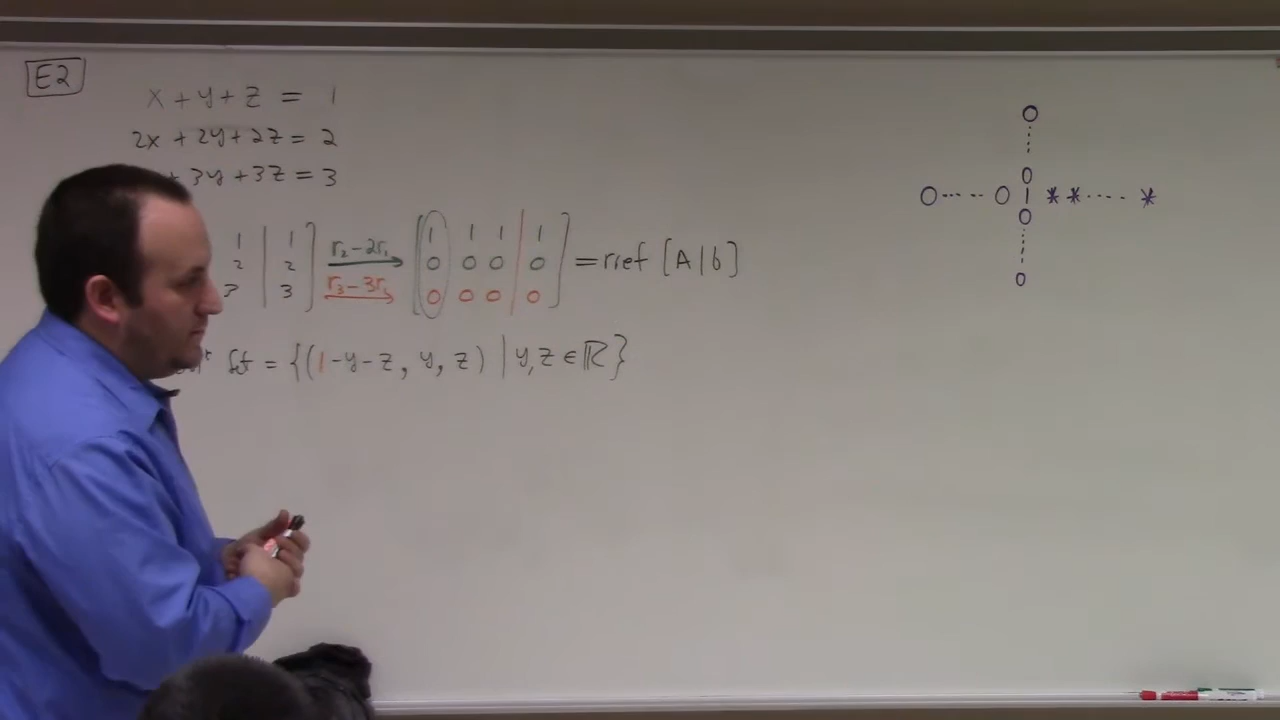 E2
x + y + z = 1
2x + 2y + 2z = 2
+ 3y + 3z = 3
1 | 1 ] r₂-2r₁ [ 1 1 1 | 1 ]
2 | 2 ] → [ 0 0 0 | 0 ] = rref [A|b]
3 | 3 ] r₃-3r₁ [ 0 0 0 | 0 ]
Set = {(1-y-z, y, z) | y,z ∈ ℝ}
0
⋮
0
0 ---- 0 1 * * ---- *
0
⋮
0